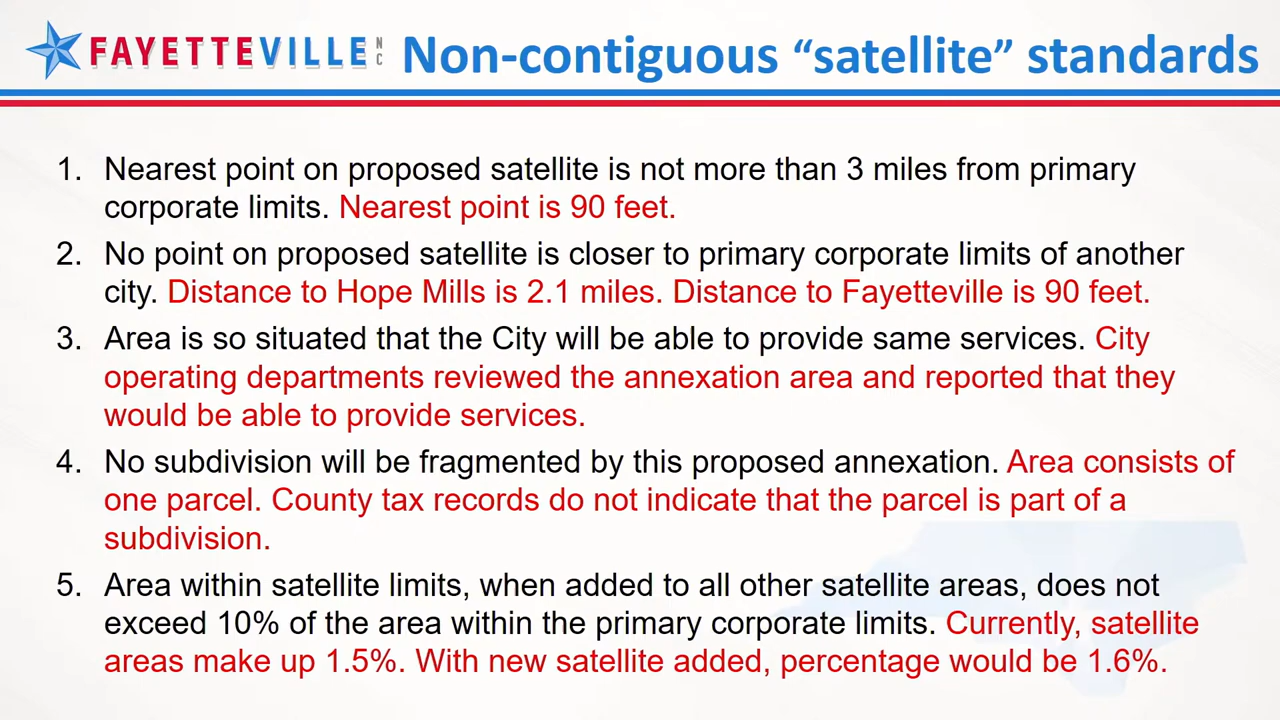 FAYETTEVILLE NC Non-contiguous “satellite” standards
1. Nearest point on proposed satellite is not more than 3 miles from primary
corporate limits. Nearest point is 90 feet.
2. No point on proposed satellite is closer to primary corporate limits of another
city. Distance to Hope Mills is 2.1 miles. Distance to Fayetteville is 90 feet.
3. Area is so situated that the City will be able to provide same services. City
operating departments reviewed the annexation area and reported that they
would be able to provide services.
4. No subdivision will be fragmented by this proposed annexation. Area consists of
one parcel. County tax records do not indicate that the parcel is part of a
subdivision.
5. Area within satellite limits, when added to all other satellite areas, does not
exceed 10% of the area within the primary corporate limits. Currently, satellite
areas make up 1.5%. With new satellite added, percentage would be 1.6%.